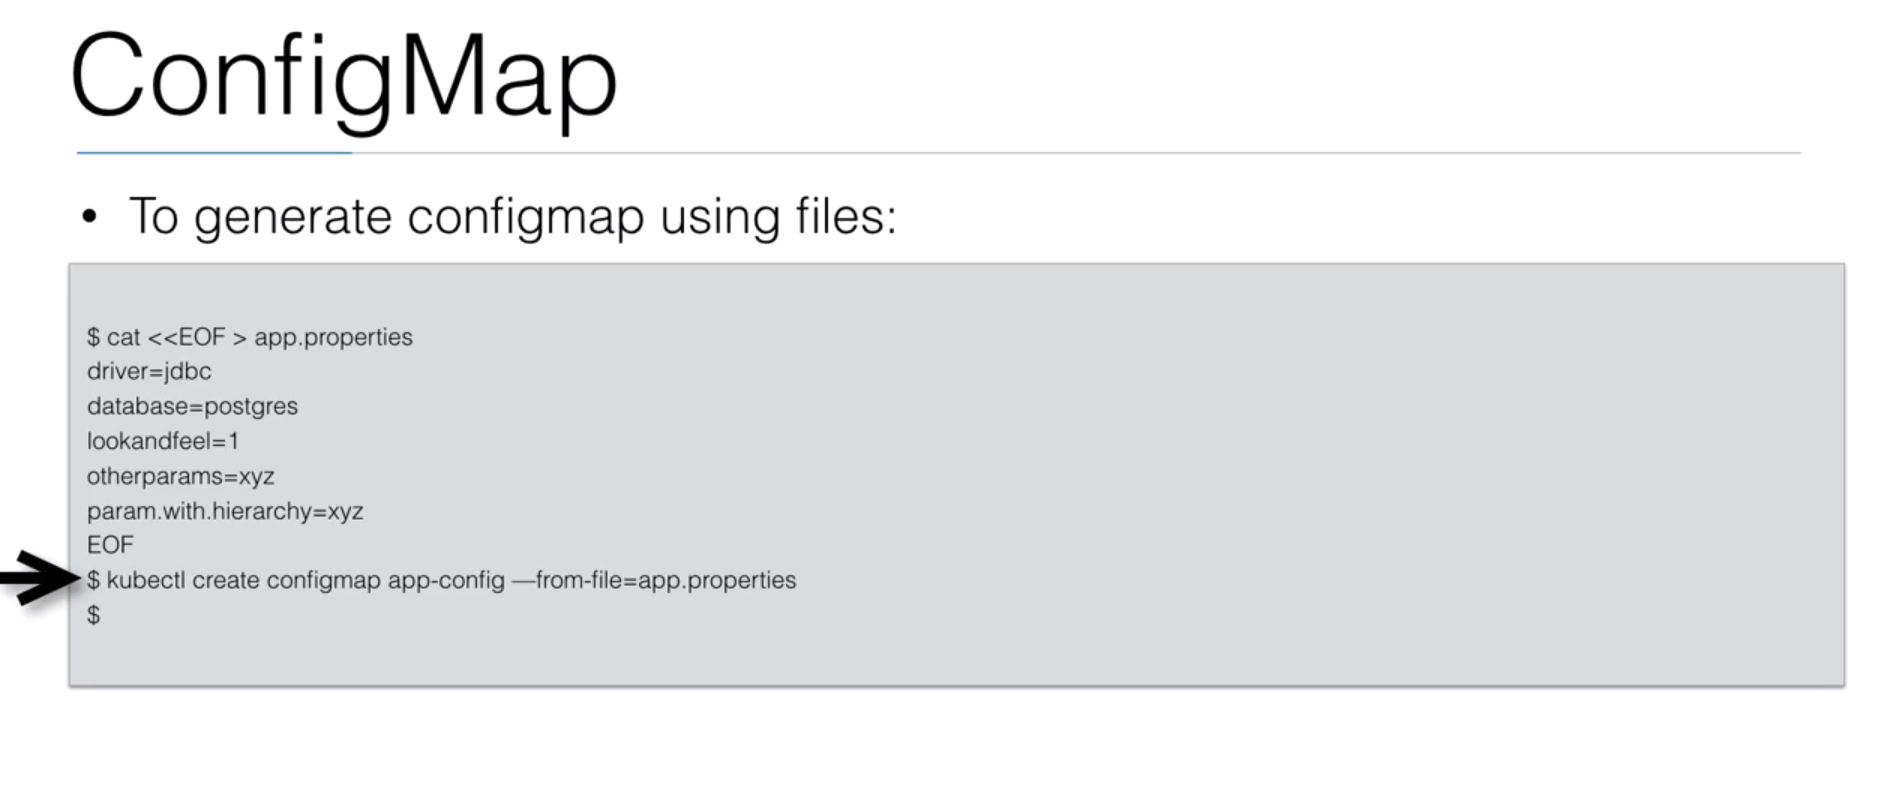 ConfigMap
• To generate configmap using files:
$ cat <<EOF > app.properties
driver=jdbc
database=postgres
lookandfeel=1
otherparams=xyz
param.with.hierarchy=xyz
EOF
$ kubectl create configmap app-config —from-file=app.properties
$